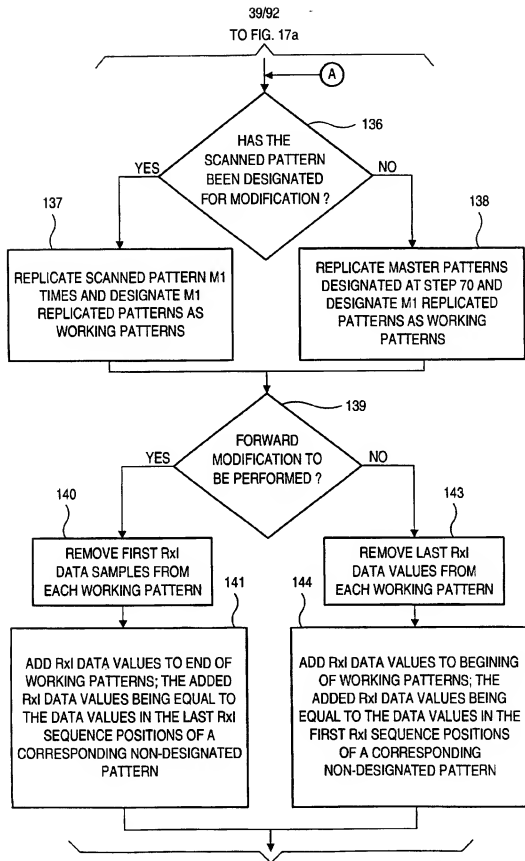 39/92
TO FIG. 17a
A
136
HAS THE
SCANNED PATTERN
BEEN DESIGNATED
FOR MODIFICATION ?
YES
NO
137
REPLICATE SCANNED PATTERN M1
TIMES AND DESIGNATE M1
REPLICATED PATTERNS AS
WORKING PATTERNS
138
REPLICATE MASTER PATTERNS
DESIGNATED AT STEP 70 AND
DESIGNATE M1 REPLICATED
PATTERNS AS WORKING
PATTERNS
139
FORWARD
MODIFICATION TO
BE PERFORMED ?
YES
NO
140
REMOVE FIRST RxI
DATA SAMPLES FROM
EACH WORKING PATTERN
143
REMOVE LAST RxI
DATA VALUES FROM
EACH WORKING PATTERN
141
ADD RxI DATA VALUES TO END OF
WORKING PATTERNS; THE ADDED
RxI DATA VALUES BEING EQUAL TO
THE DATA VALUES IN THE LAST RxI
SEQUENCE POSITIONS OF A
CORRESPONDING NON-DESIGNATED
PATTERN
144
ADD RxI DATA VALUES TO BEGINING
OF WORKING PATTERNS; THE
ADDED RxI DATA VALUES BEING
EQUAL TO THE DATA VALUES IN THE
FIRST RxI SEQUENCE POSITIONS
OF A CORRESPONDING
NON-DESIGNATED PATTERN